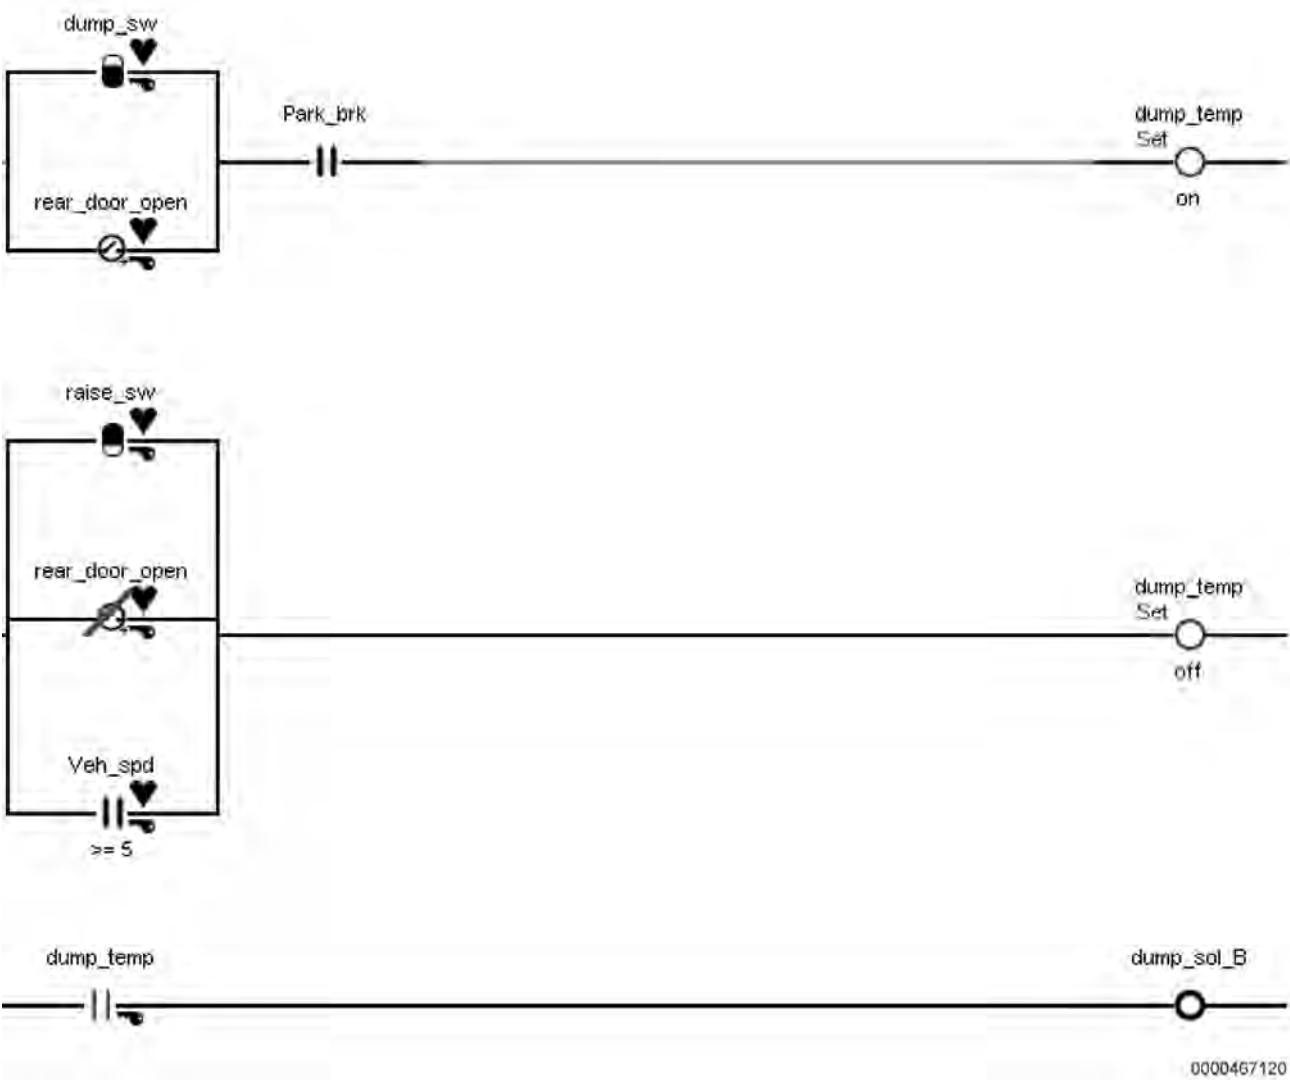 dump_sw
Park_brk
dump_temp
Set
rear_door_open
on
raise_sw
rear_door_open
dump_temp
Set
off
Veh_spd
>= 5
dump_temp
dump_sol_B
0000467120